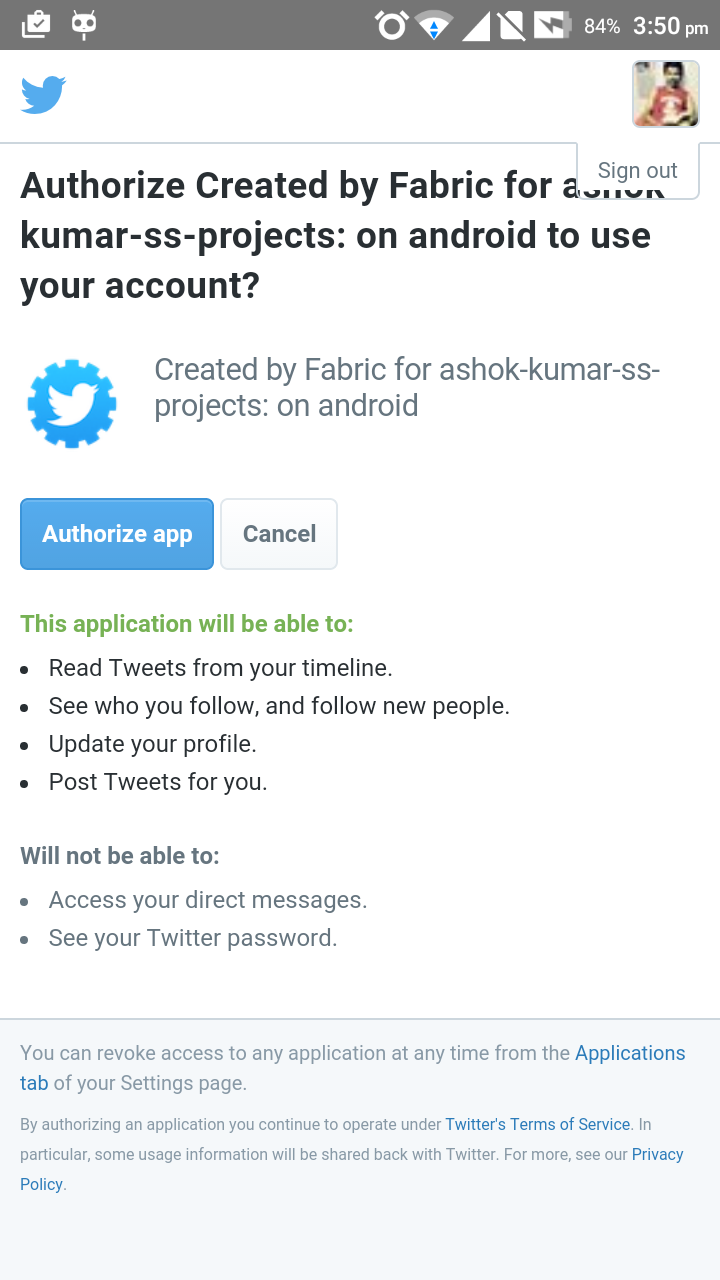 84% 3:50 pm
Sign out
Authorize Created by Fabric for ashok-
kumar-ss-projects: on android to use
your account?
Created by Fabric for ashok-kumar-ss-
projects: on android
Authorize app Cancel
This application will be able to:
• Read Tweets from your timeline.
• See who you follow, and follow new people.
• Update your profile.
• Post Tweets for you.
Will not be able to:
• Access your direct messages.
• See your Twitter password.
You can revoke access to any application at any time from the Applications
tab of your Settings page.
By authorizing an application you continue to operate under Twitter's Terms of Service. In
particular, some usage information will be shared back with Twitter. For more, see our Privacy
Policy.